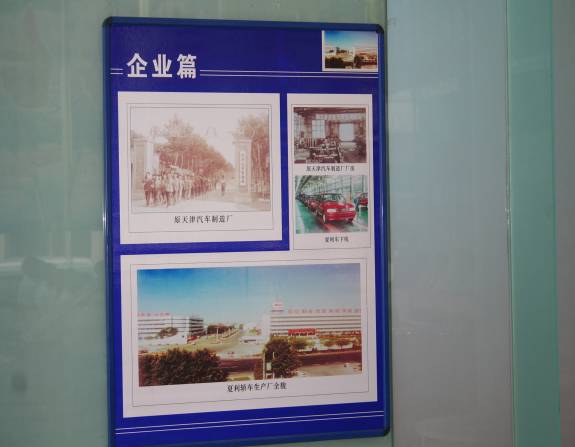 企业篇
原天津汽车制造厂
原天津汽车制造厂厂房
夏利车下线
夏利轿车生产厂全貌